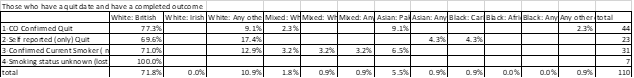 Those who have a quit date and have a completed outcome
White: British White: Irish White: Any othe Mixed: Wh Mixed: Wh Mixed: Any Asian: Pak Asian: Any Black: Car Black: Afri Black: Any Any other total
1-CO Confirmed Quit 77.3% 9.1% 2.3% 9.1% 2.3% 44
2-Self reported (only) Quit 69.6% 17.4% 4.3% 4.3% 23
3-Confirmed Current Smoker ( n 71.0% 12.9% 3.2% 3.2% 3.2% 6.5% 31
4-Smoking status unknown (lost 100.0% 7
total 71.8% 0.0% 10.9% 1.8% 0.9% 0.9% 5.5% 0.9% 0.9% 0.0% 0.0% 0.9% 110